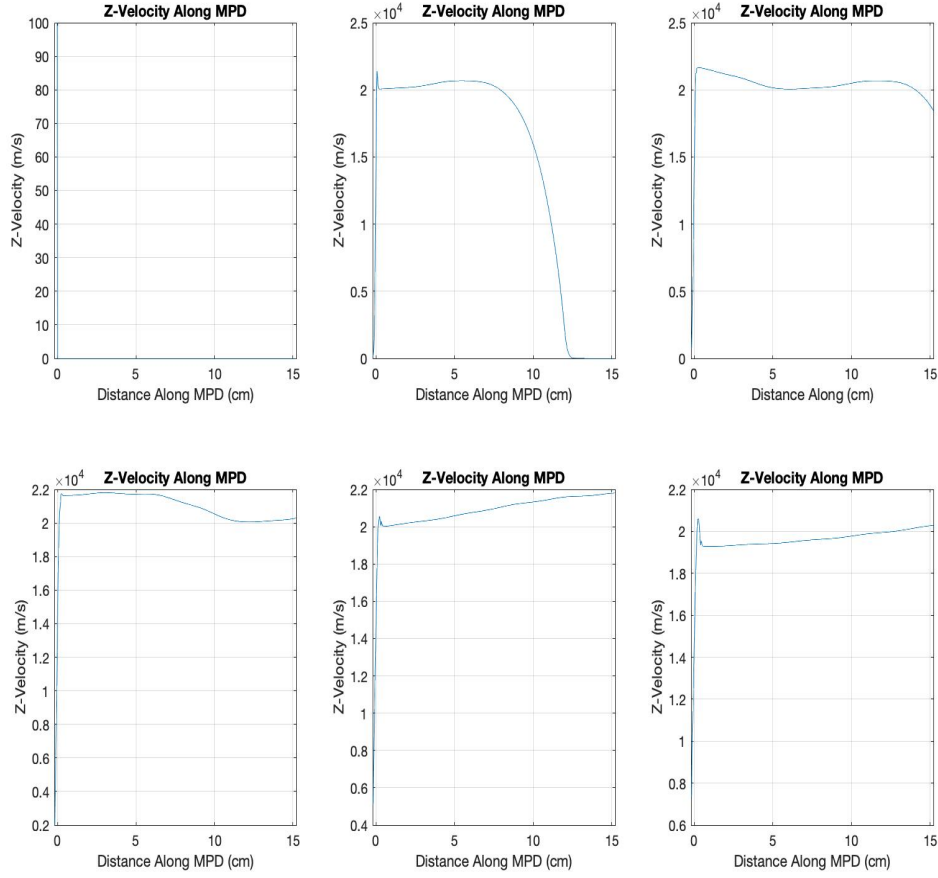 Z-Velocity Along MPD
100
90
80
70
60
50
40
30
20
10
0
Z-Velocity (m/s)
0 5 10 15
Distance Along MPD (cm)
×10⁴ Z-Velocity Along MPD
2.5
2
1.5
1
0.5
0
Z-Velocity (m/s)
0 5 10 15
Distance Along MPD (cm)
×10⁴ Z-Velocity Along MPD
2.5
2
1.5
1
0.5
0
Z-Velocity (m/s)
0 5 10 15
Distance Along (cm)
×10⁴ Z-Velocity Along MPD
2.2
2
1.8
1.6
1.4
1.2
1
0.8
0.6
0.4
0.2
Z-Velocity (m/s)
0 5 10 15
Distance Along MPD (cm)
×10⁴ Z-Velocity Along MPD
2.2
2
1.8
1.6
1.4
1.2
1
0.8
0.6
0.4
Z-Velocity (m/s)
0 5 10 15
Distance Along MPD (cm)
×10⁴ Z-Velocity Along MPD
2.2
2
1.8
1.6
1.4
1.2
1
0.8
0.6
Z-Velocity (m/s)
0 5 10 15
Distance Along MPD (cm)